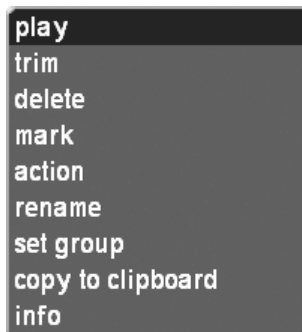 play
trim
delete
mark
action
rename
set group
copy to clipboard
info